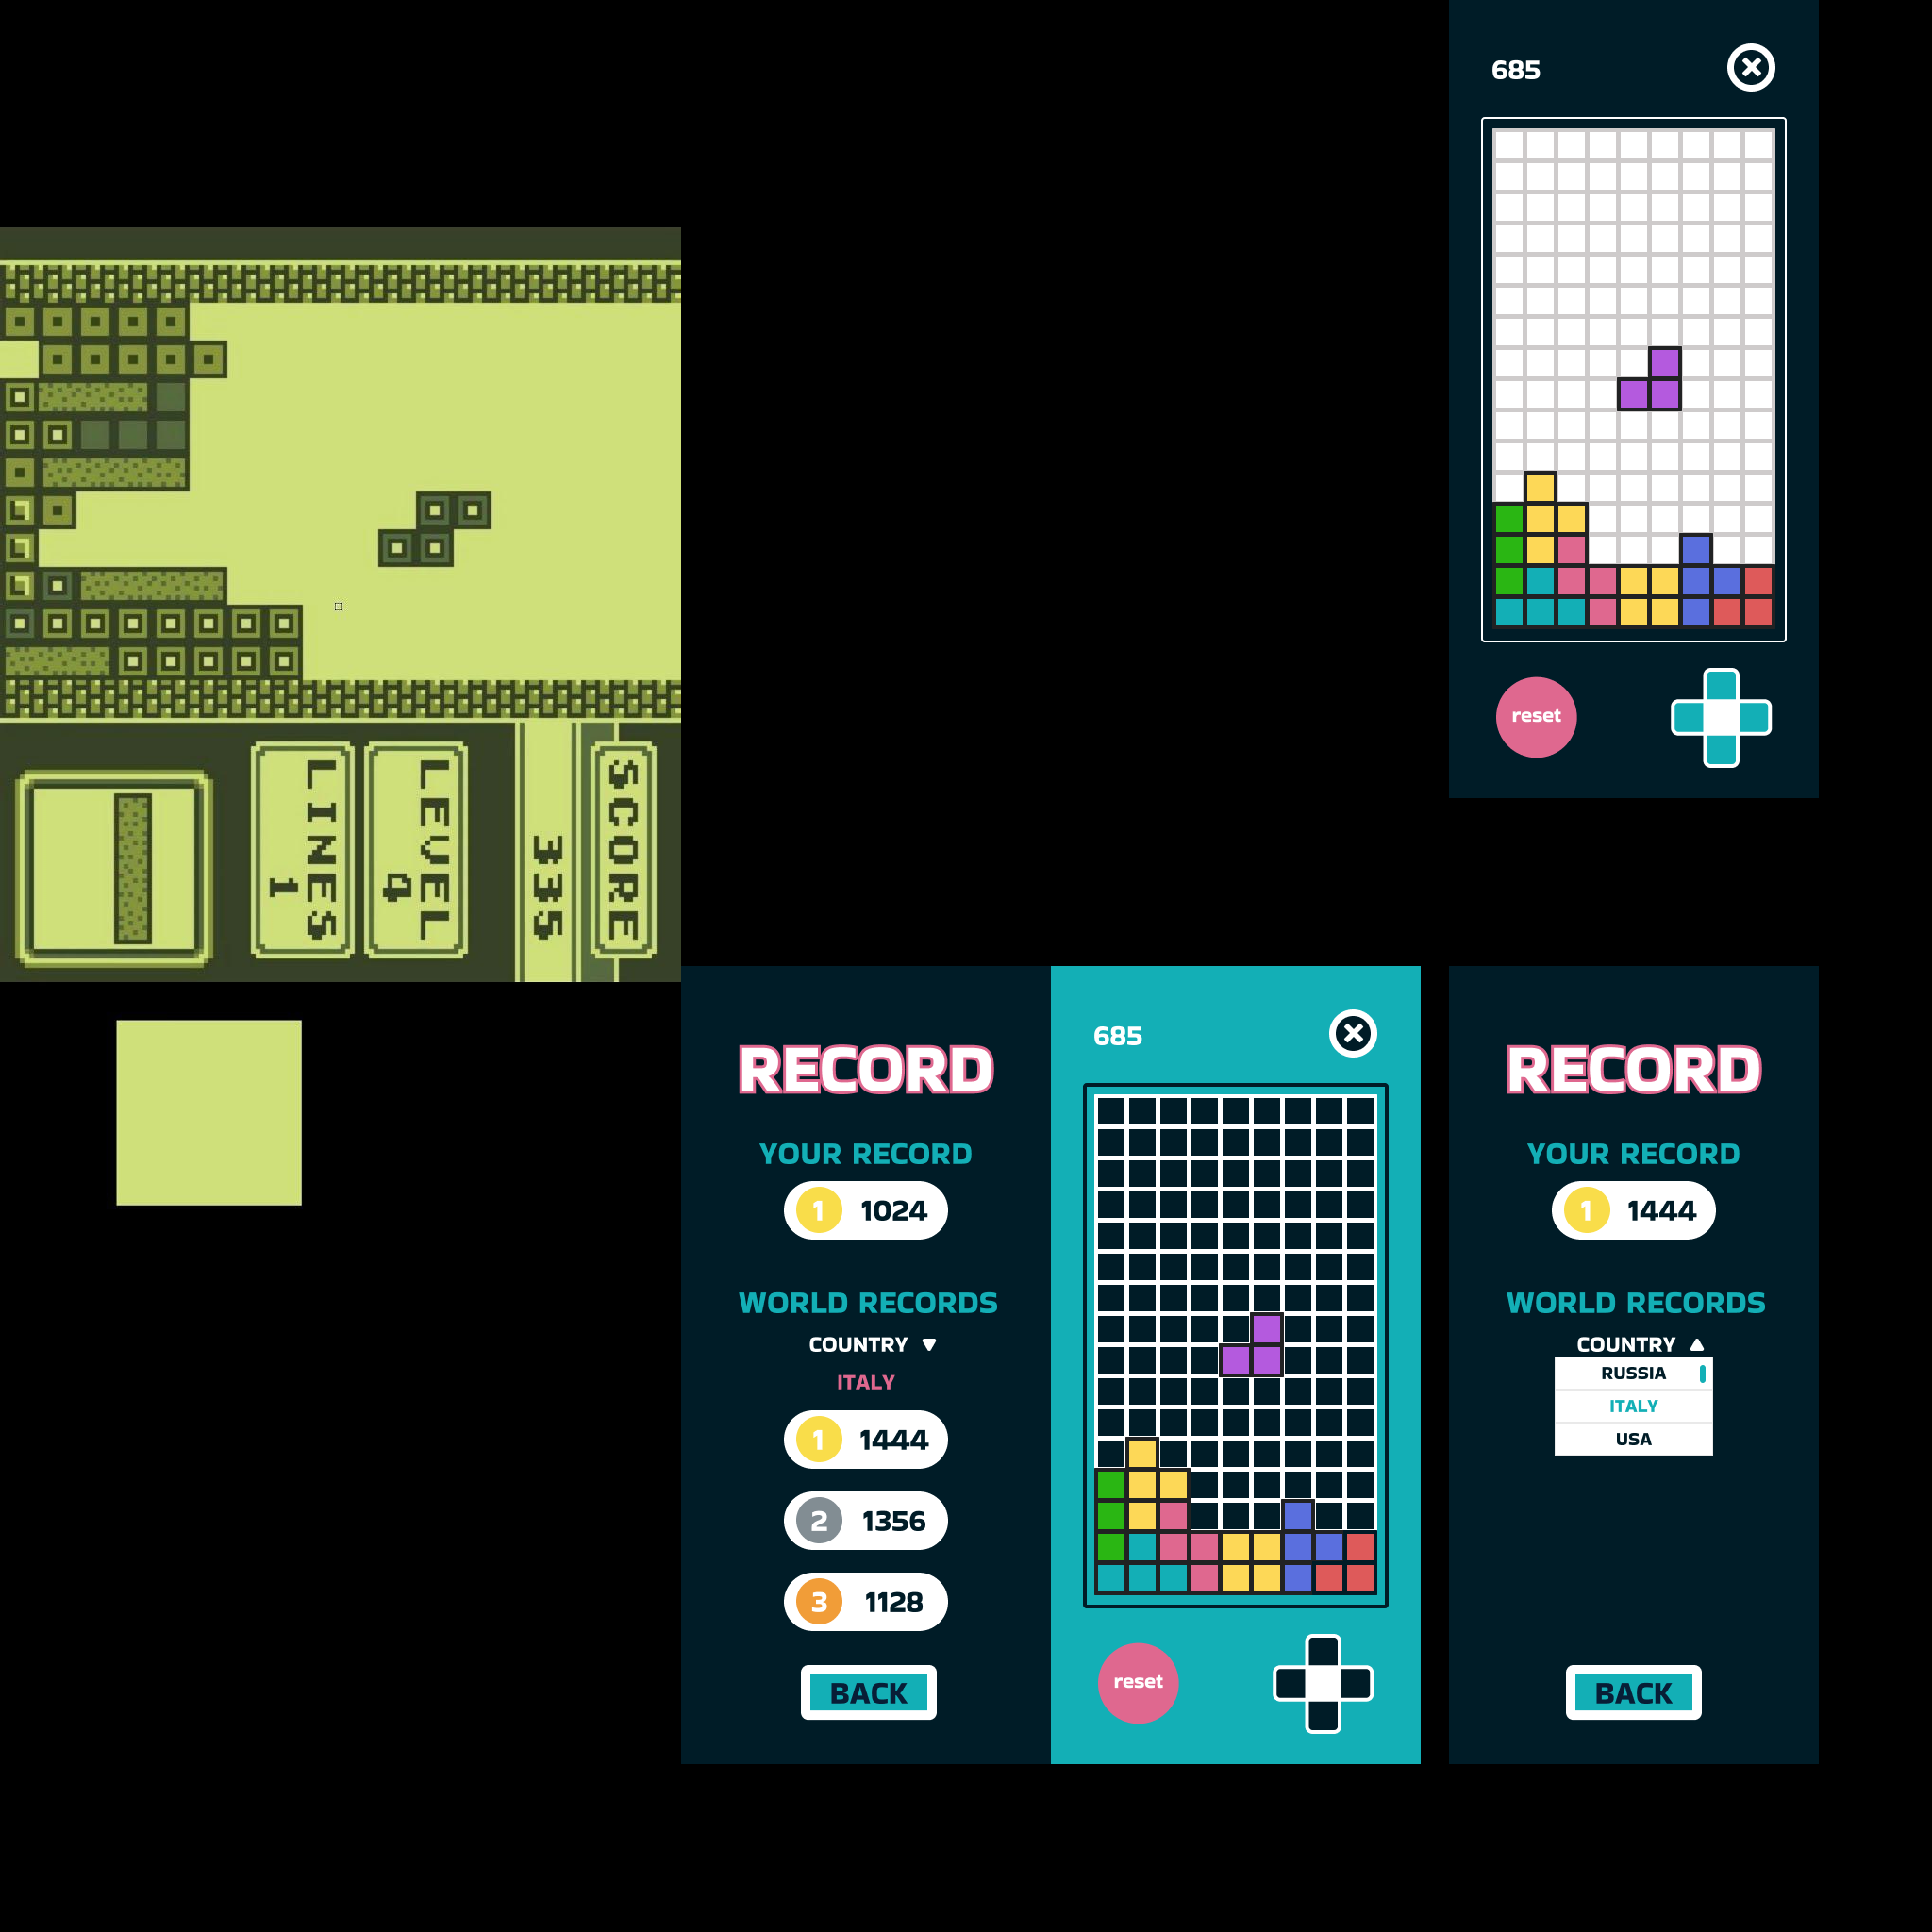 685
reset
SCORE
335
LEVEL
4
LINES
1
RECORD
YOUR RECORD
1 1024
WORLD RECORDS
COUNTRY ▼
ITALY
1 1444
2 1356
3 1128
BACK
685
reset
RECORD
YOUR RECORD
1 1444
WORLD RECORDS
COUNTRY ▲
RUSSIA
ITALY
USA
BACK